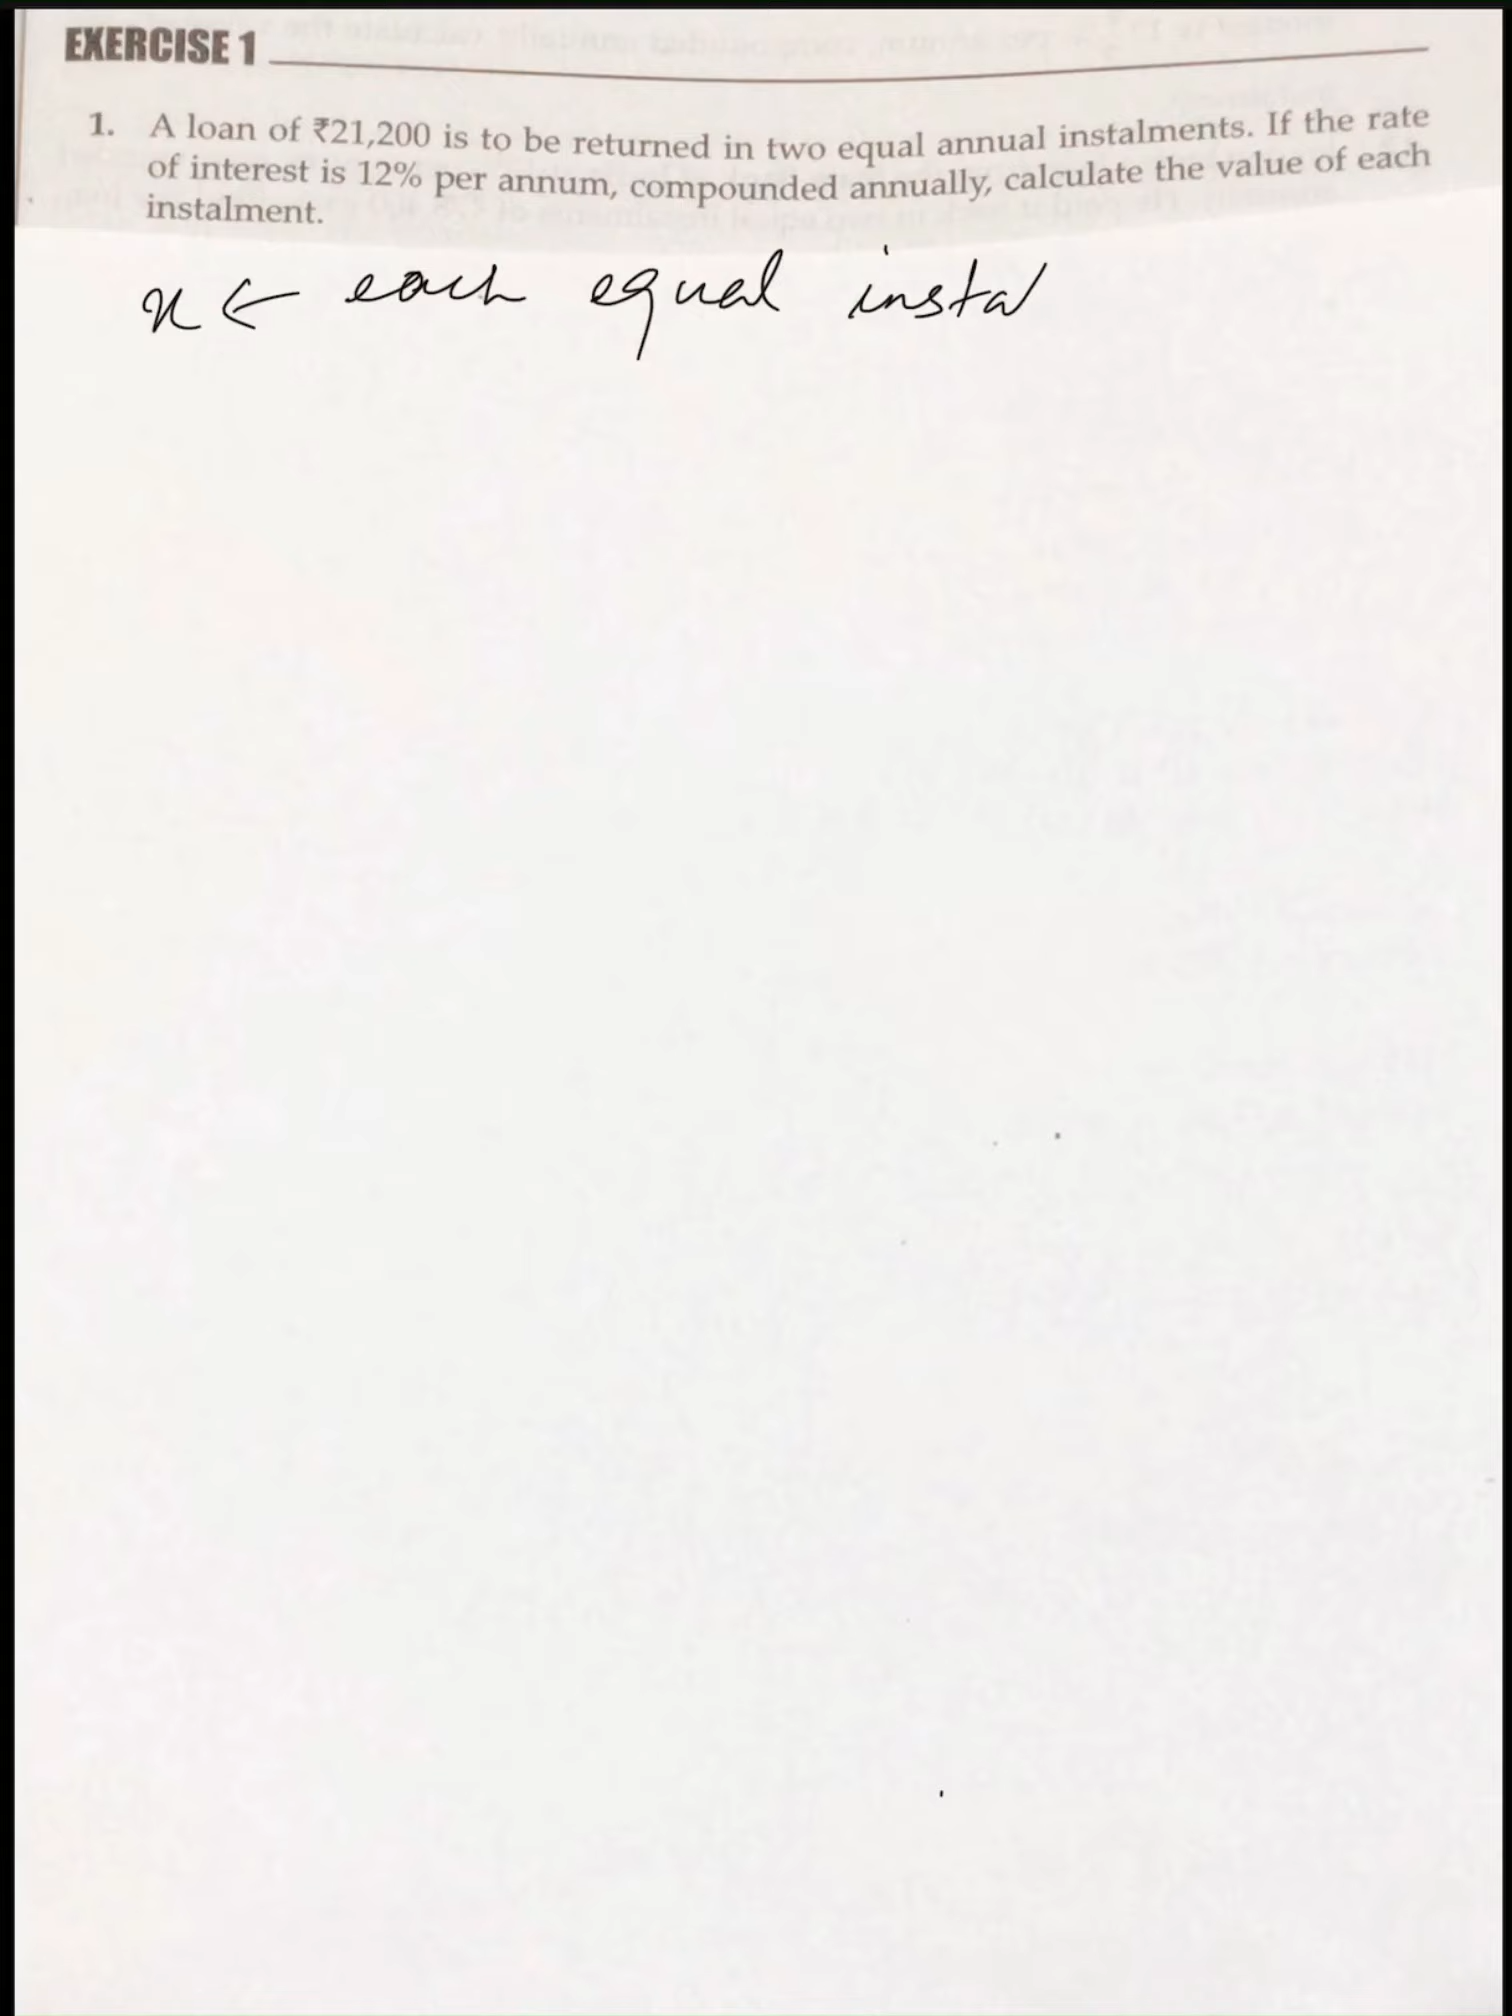 EXERCISE 1
1. A loan of ₹21,200 is to be returned in two equal annual instalments. If the rate
of interest is 12% per annum, compounded annually, calculate the value of each
instalment.
x ← each equal insta